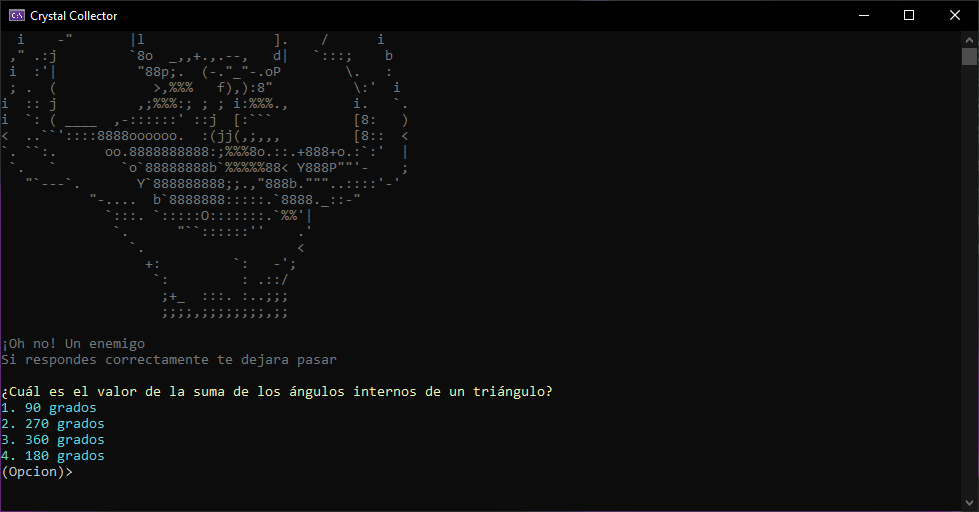 Crystal Collector
¡Oh no! Un enemigo
Si respondes correctamente te dejara pasar
¿Cuál es el valor de la suma de los ángulos internos de un triángulo?
1. 90 grados
2. 270 grados
3. 360 grados
4. 180 grados
(Opcion)>